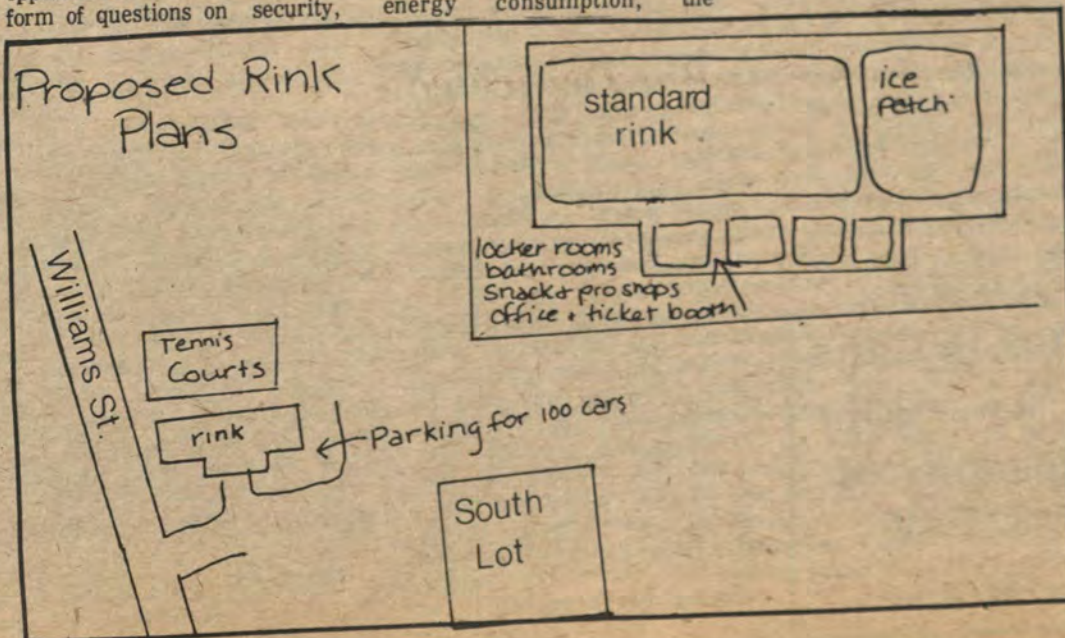 form of questions on security, energy consumption, the
Proposed Rink
Plans
standard
rink
ice
patch
locker rooms
bathrooms
Snack + pro shops
office + ticket booth
Williams St.
Tennis
Courts
rink
Parking for 100 cars
South
Lot